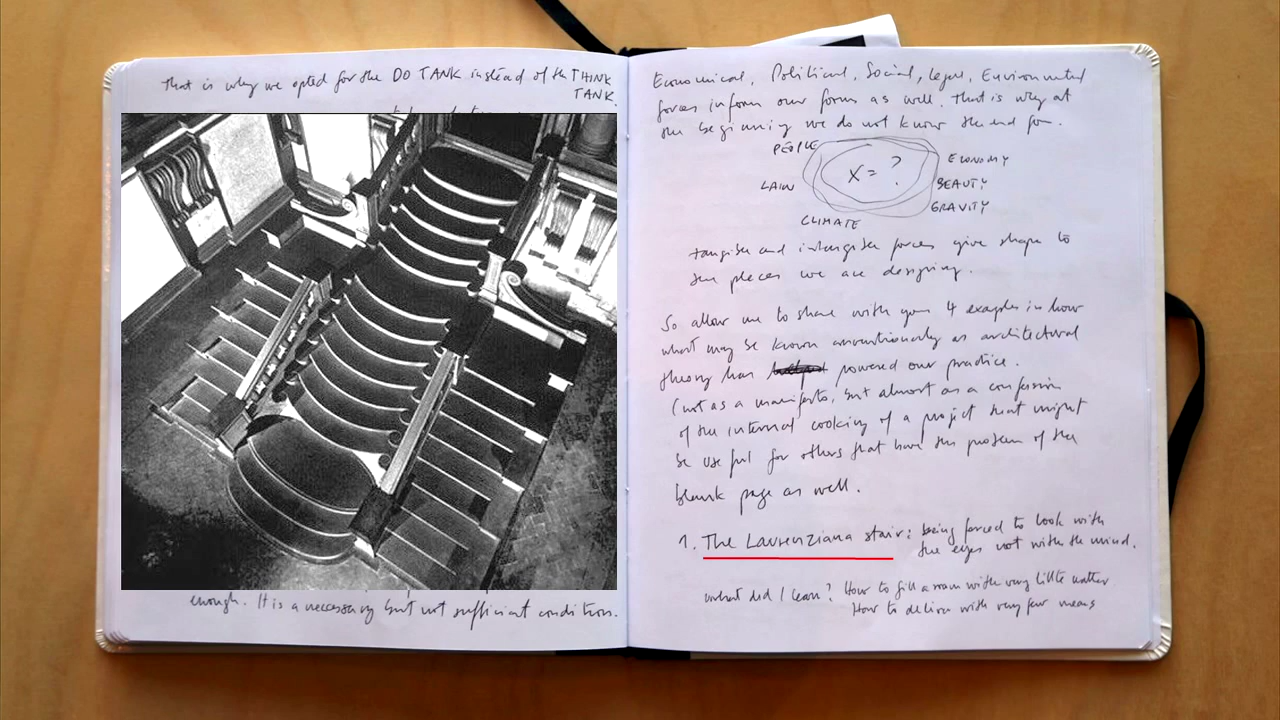 That is why we opted for the DO TANK instead of the THINK
TANK.
enough. It is a necessary but not sufficient condition.
Economical, Political, Social, legal, Environmental
forces inform our form as well. That is why at
the beginning we do not know the end for.
PEOPLE
ECONOMY
X = ?
LAW
BEAUTY
GRAVITY
CLIMATE
tangible and intangible forces give shape to
the places we are designing.
So allow me to share with you 4 examples in how
what may be known conventionally as architectural
theory has powered our practice.
(not as a manifesto, but almost as a confession
of the internal cooking of a project that might
be useful for others that have the problem of the
blank page as well.
1. The Laurenziana stair: being forced to look with
the eyes not with the mind.
what did I learn? How to fill a room with very little matter
How to deliver with very few means